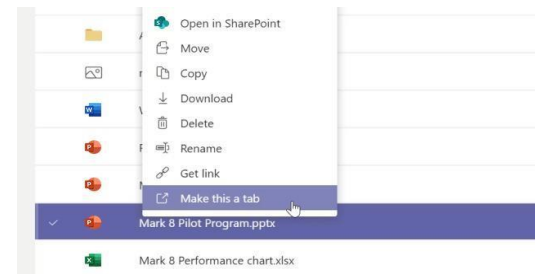 Open in SharePoint
Move
Copy
Download
Delete
Rename
Get link
Make this a tab
Mark 8 Pilot Program.pptx
Mark 8 Performance chart.xlsx